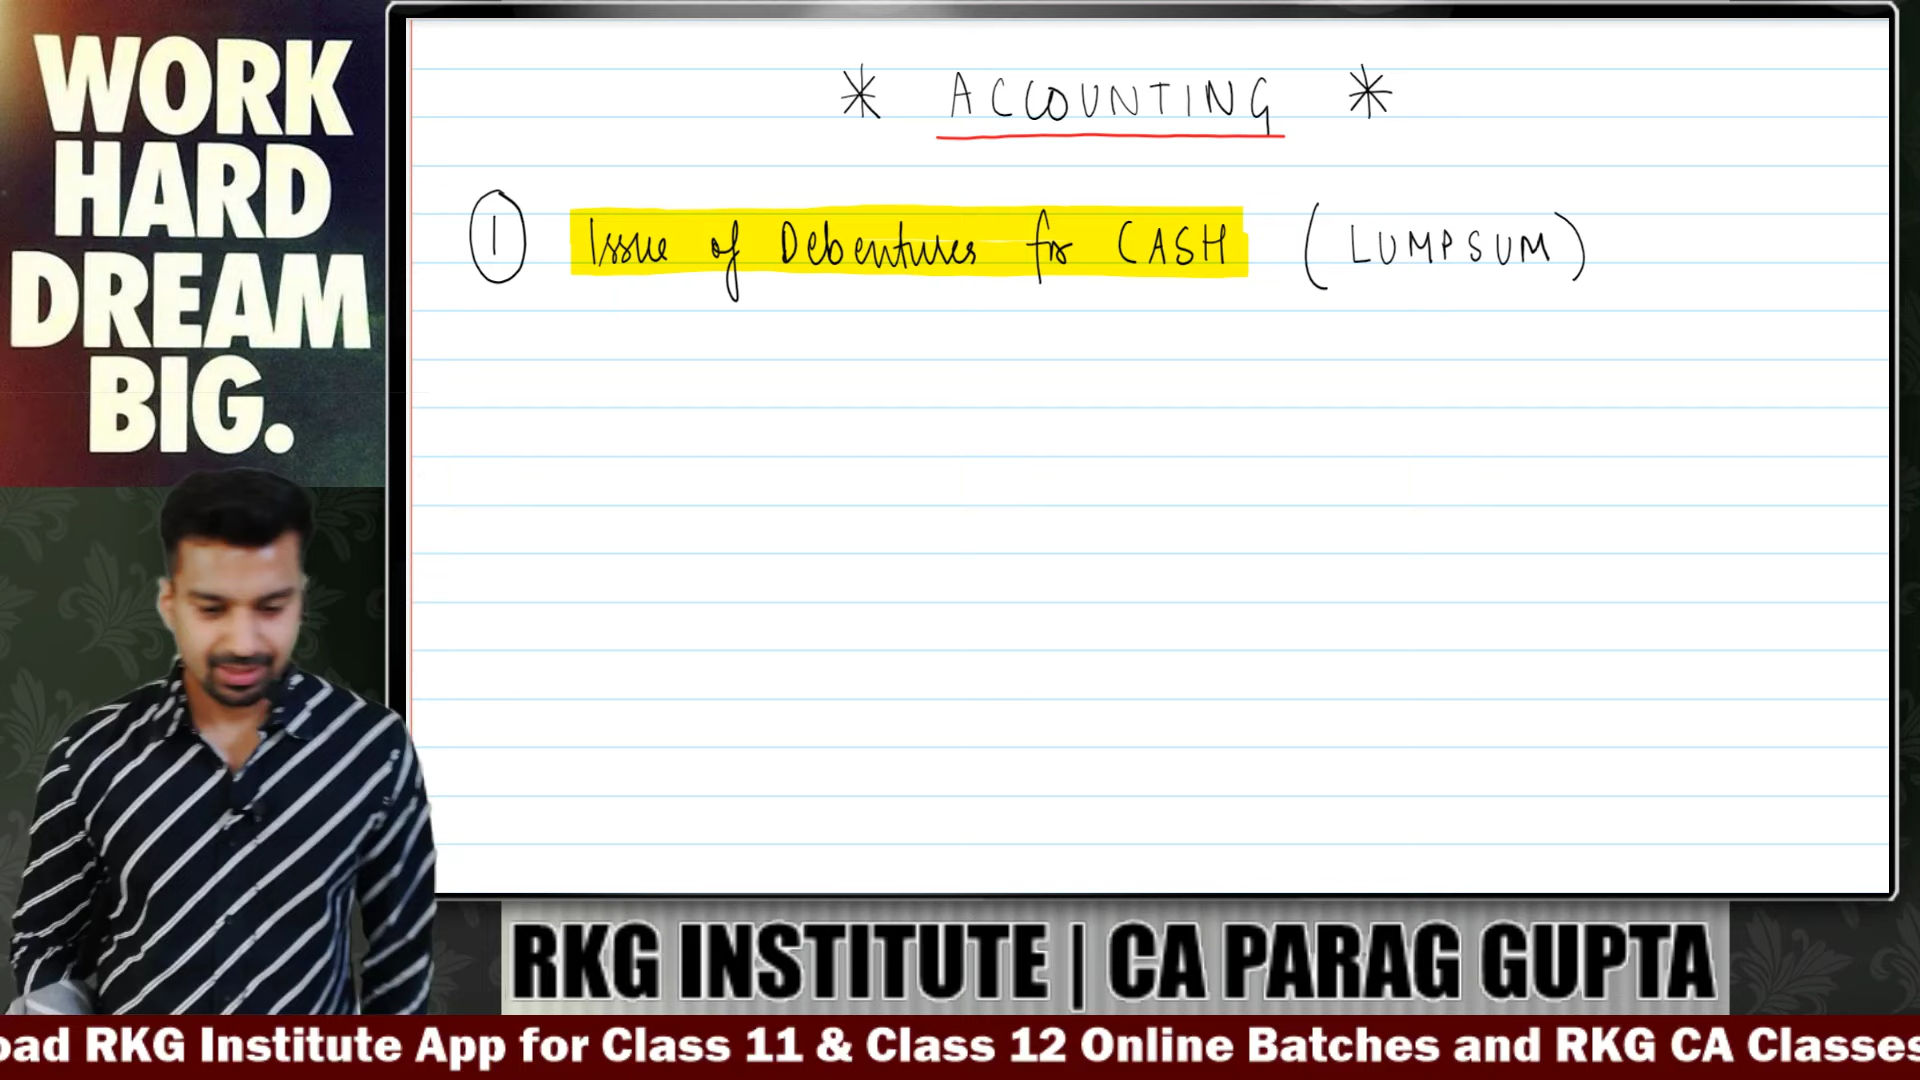 WORK
HARD
DREAM
BIG.
* ACCOUNTING *
1 Issue of Debentures for CASH (LUMPSUM)
RKG INSTITUTE | CA PARAG GUPTA
RKG Institute App for Class 11 & Class 12 Online Batches and RKG CA Classes